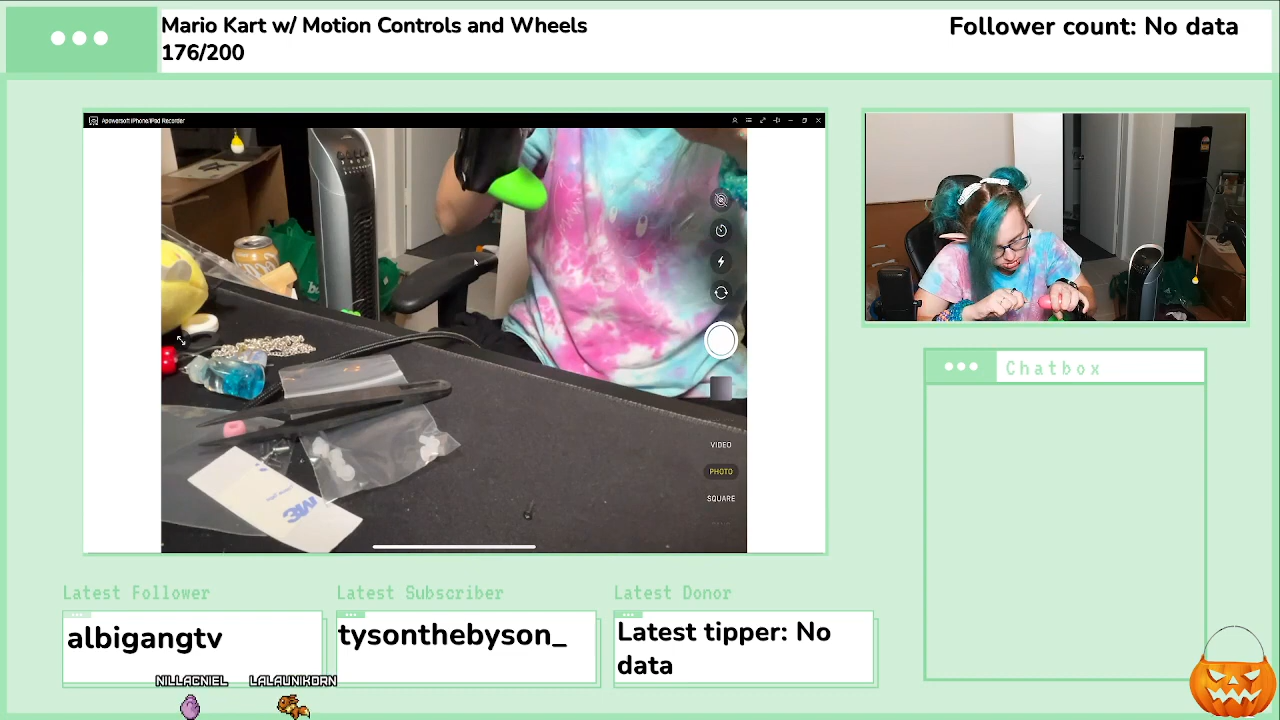 Mario Kart w/ Motion Controls and Wheels
176/200
Follower count: No data
Apowersoft iPhone/iPad Recorder
VIDEO
PHOTO
SQUARE
3M
Chatbox
Latest Follower
Latest Subscriber
Latest Donor
albigangtv
tysonthebyson_
Latest tipper: No
data
NILLACNIEL
LALAUNIKORN